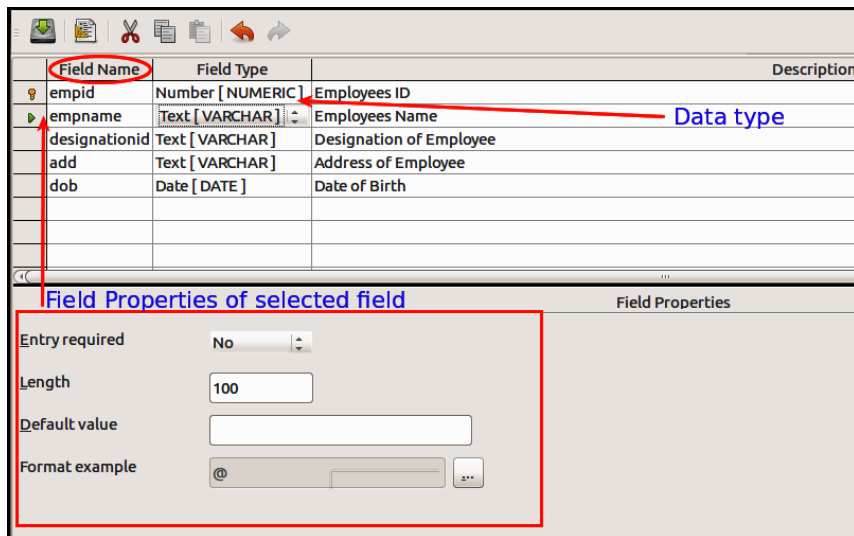 Field Name Field Type Description
empid Number [ NUMERIC ] Employees ID
empname Text [ VARCHAR ] Employees Name
Data type
designationid Text [ VARCHAR ] Designation of Employee
add Text [ VARCHAR ] Address of Employee
dob Date [ DATE ] Date of Birth
Field Properties of selected field
Field Properties
Entry required No
Length 100
Default value
Format example @ ...